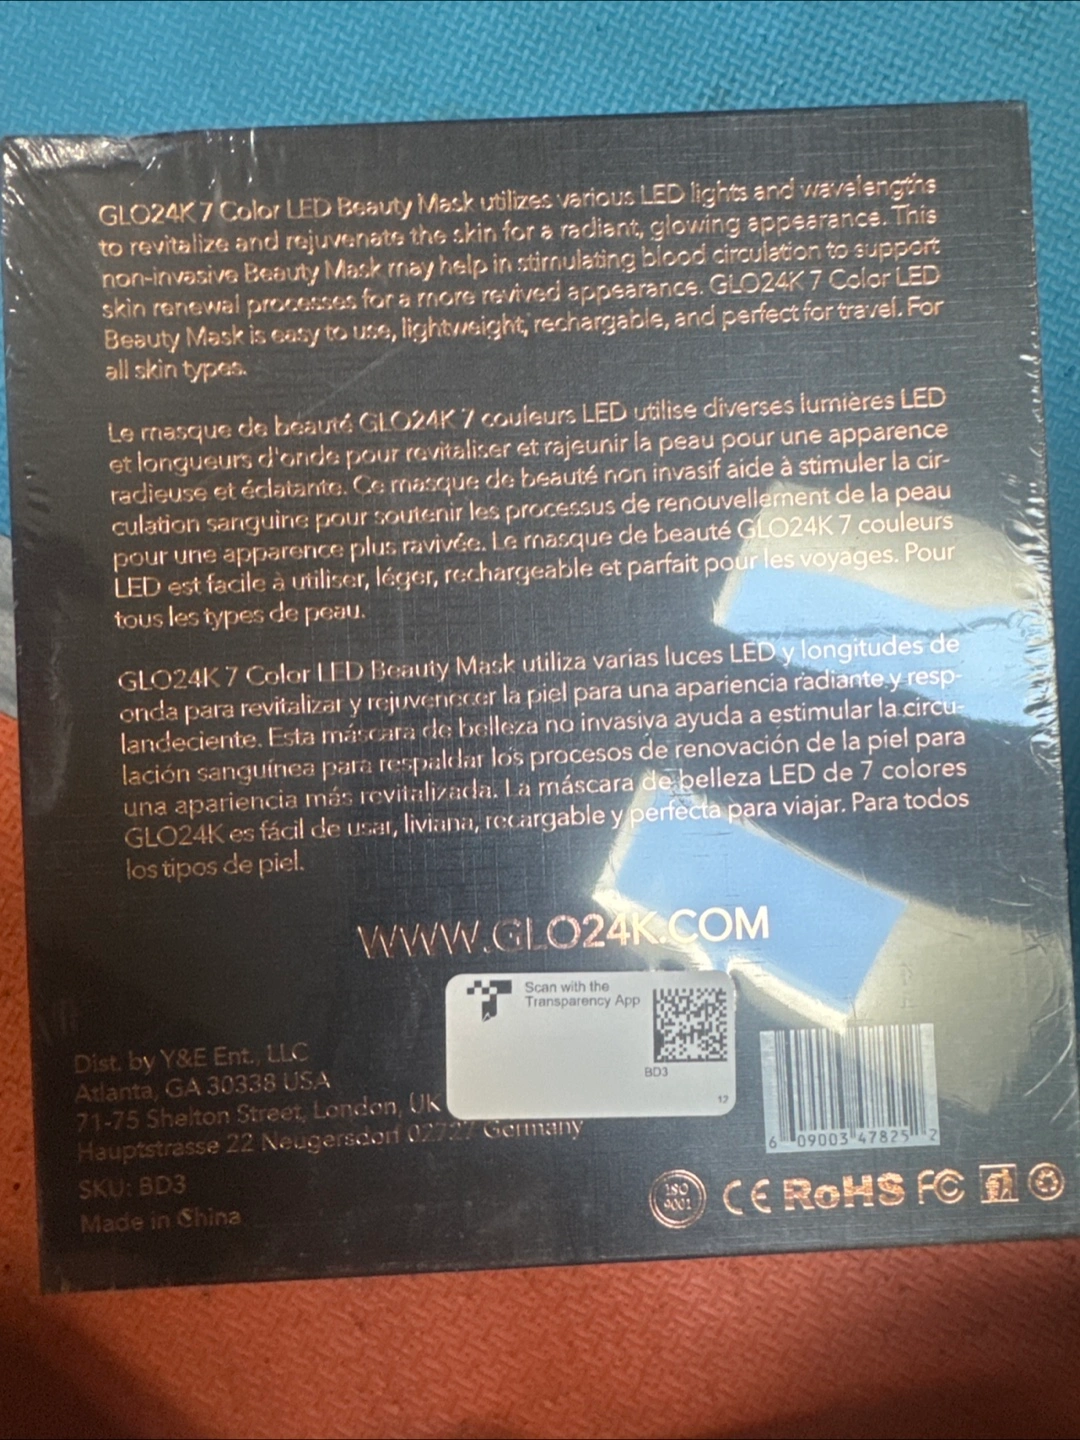 GLO24K 7 Color LED Beauty Mask utilizes various LED lights and wavelengths
to revitalize and rejuvenate the skin for a radiant, glowing appearance. This
non-invasive Beauty Mask may help in stimulating blood circulation to support
skin renewal processes for a more revived appearance. GLO24K 7 Color LED
Beauty Mask is easy to use, lightweight, rechargable, and perfect for travel. For
all skin types.
Le masque de beauté GLO24K 7 couleurs LED utilise diverses lumières LED
et longueurs d'onde pour revitaliser et rajeunir la peau pour une apparence
radieuse et éclatante. Ce masque de beauté non invasif aide à stimuler la cir-
culation sanguine pour soutenir les processus de renouvellement de la peau
pour une apparence plus ravivée. Le masque de beauté GLO24K 7 couleurs
LED est facile à utiliser, léger, rechargeable et parfait pour les voyages. Pour
tous les types de peau.
GLO24K 7 Color LED Beauty Mask utiliza varias luces LED y longitudes de
onda para revitalizar y rejuvenecer la piel para una apariencia radiante y resp-
landeciente. Esta máscara de belleza no invasiva ayuda a estimular la circu-
lación sanguínea para respaldar los procesos de renovación de la piel para
una apariencia más revitalizada. La máscara de belleza LED de 7 colores
GLO24K es fácil de usar, liviana, recargable y perfecta para viajar. Para todos
los tipos de piel.
WWW.GLO24K.COM
Scan with the
Transparency App
BD3
12
Dist. by Y&E Ent., LLC
Atlanta, GA 30338 USA
71-75 Shelton Street, London, UK
Hauptstrasse 22 Neugersdorf 02727 Germany
SKU: BD3
Made in China
6 09003 47825 2
ISO
9001
CE RoHS FC